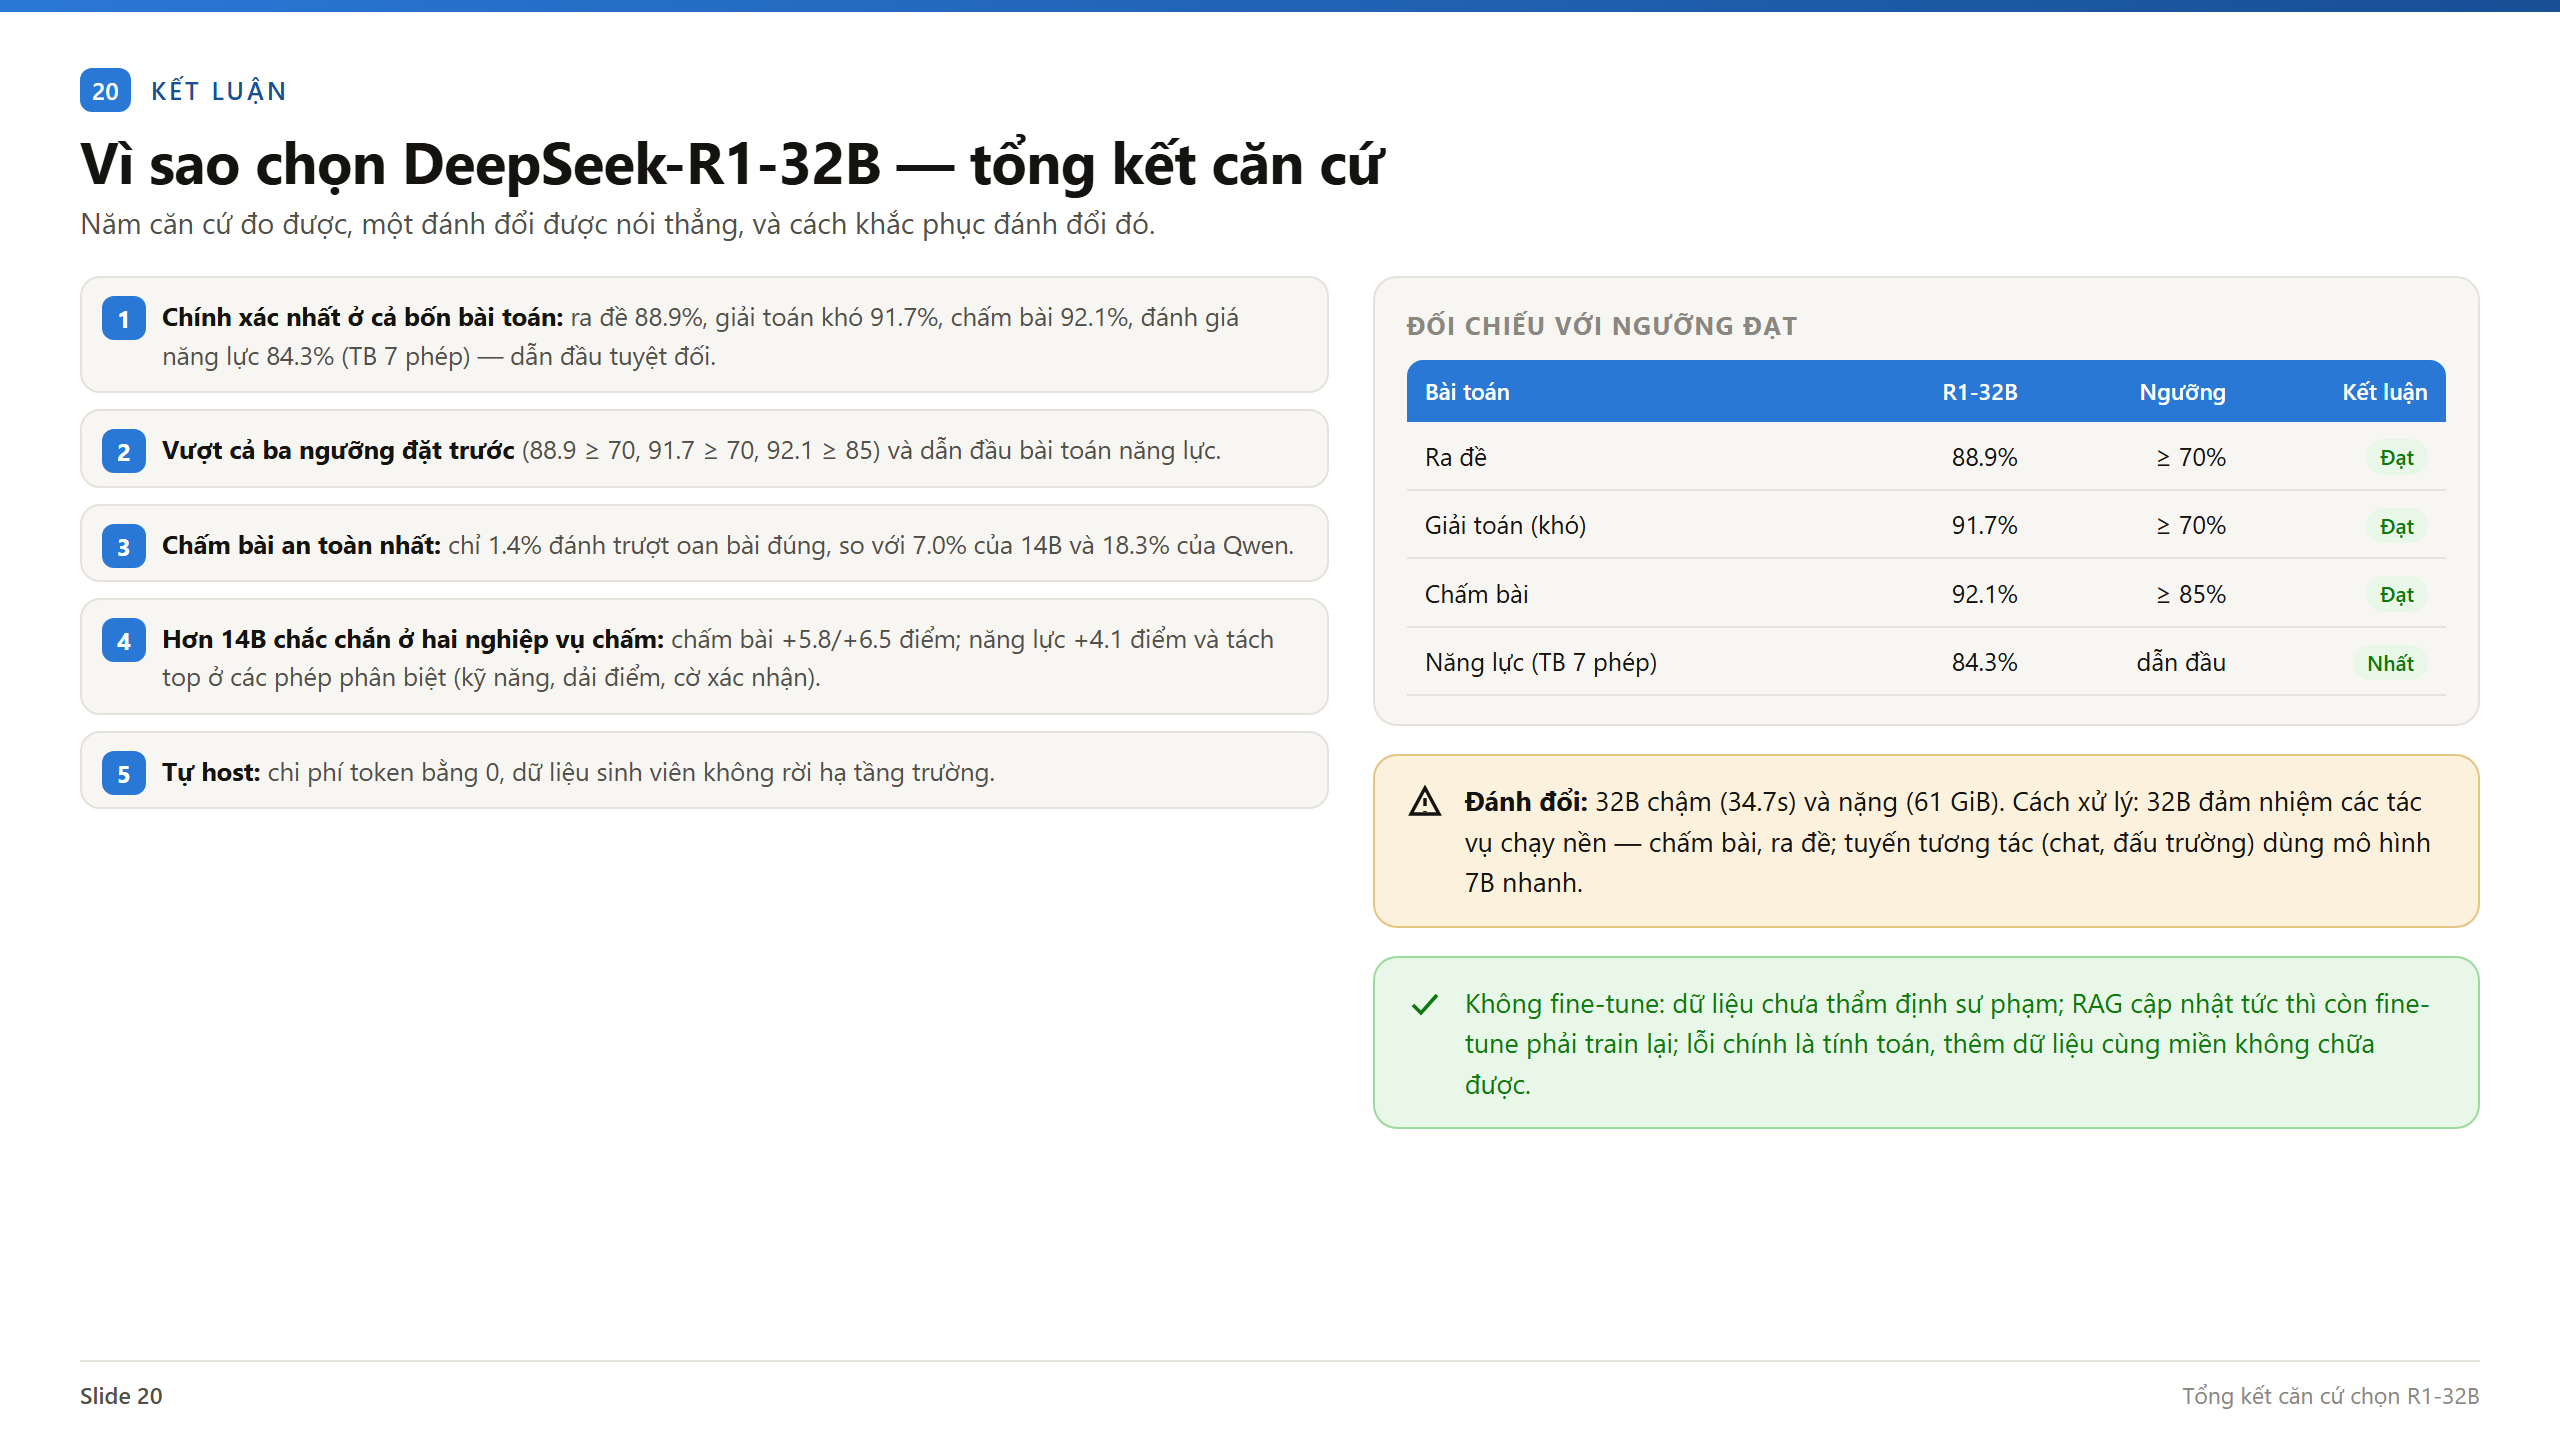 20 KẾT LUẬN
Vì sao chọn DeepSeek-R1-32B — tổng kết căn cứ
Năm căn cứ đo được, một đánh đổi được nói thẳng, và cách khắc phục đánh đổi đó.
1 Chính xác nhất ở cả bốn bài toán: ra đề 88.9%, giải toán khó 91.7%, chấm bài 92.1%, đánh giá
năng lực 84.3% (TB 7 phép) — dẫn đầu tuyệt đối.
2 Vượt cả ba ngưỡng đặt trước (88.9 ≥ 70, 91.7 ≥ 70, 92.1 ≥ 85) và dẫn đầu bài toán năng lực.
3 Chấm bài an toàn nhất: chỉ 1.4% đánh trượt oan bài đúng, so với 7.0% của 14B và 18.3% của Qwen.
4 Hơn 14B chắc chắn ở hai nghiệp vụ chấm: chấm bài +5.8/+6.5 điểm; năng lực +4.1 điểm và tách
top ở các phép phân biệt (kỹ năng, dải điểm, cờ xác nhận).
5 Tự host: chi phí token bằng 0, dữ liệu sinh viên không rời hạ tầng trường.
ĐỐI CHIẾU VỚI NGƯỠNG ĐẠT
Bài toán R1-32B Ngưỡng Kết luận
Ra đề 88.9% ≥ 70% Đạt
Giải toán (khó) 91.7% ≥ 70% Đạt
Chấm bài 92.1% ≥ 85% Đạt
Năng lực (TB 7 phép) 84.3% dẫn đầu Nhất
Đánh đổi: 32B chậm (34.7s) và nặng (61 GiB). Cách xử lý: 32B đảm nhiệm các tác
vụ chạy nền — chấm bài, ra đề; tuyến tương tác (chat, đấu trường) dùng mô hình
7B nhanh.
Không fine-tune: dữ liệu chưa thẩm định sư phạm; RAG cập nhật tức thì còn fine-
tune phải train lại; lỗi chính là tính toán, thêm dữ liệu cùng miền không chữa
được.
Slide 20
Tổng kết căn cứ chọn R1-32B